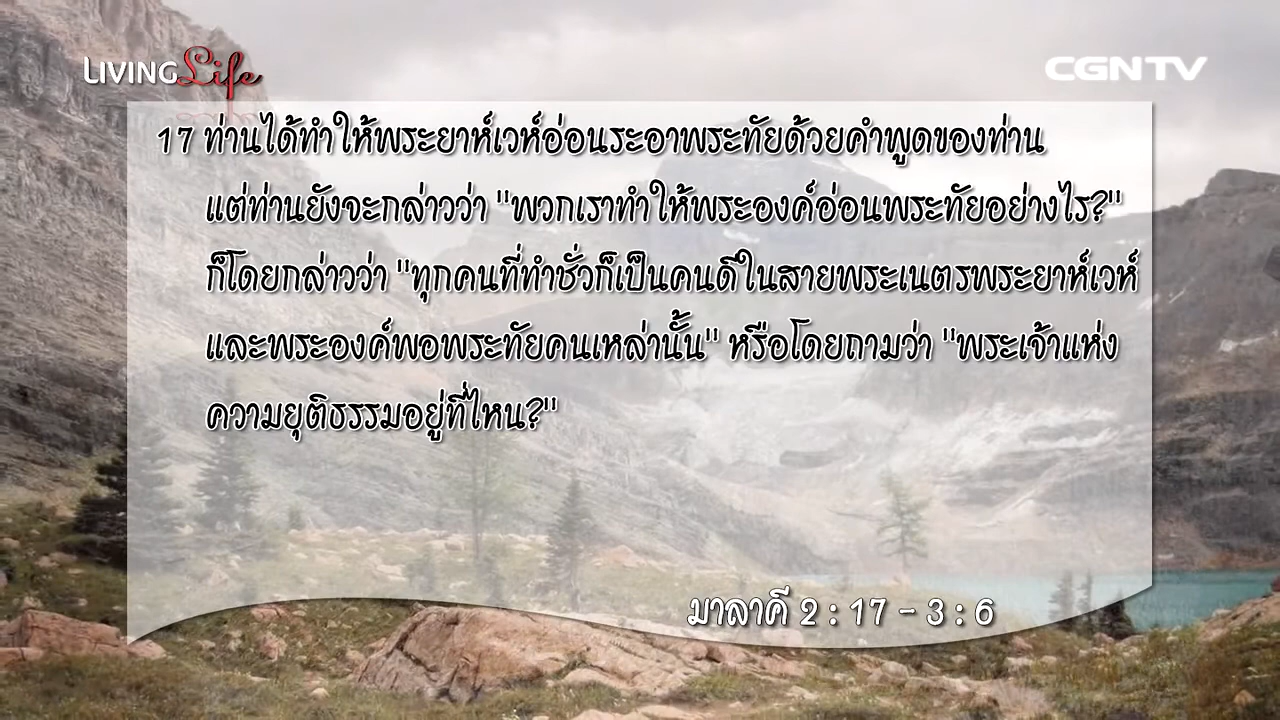 LIVING Life
CGNTV
17 ท่านได้ทำให้พระยาห์เวห์อ่อนระอาพระทัยด้วยคำพูดของท่าน
แต่ท่านยังจะกล่าวว่า "พวกเราทำให้พระองค์อ่อนพระทัยอย่างไร?"
ก็โดยกล่าวว่า "ทุกคนที่ทำชั่วก็เป็นคนดีในสายพระเนตรพระยาห์เวห์
และพระองค์พอพระทัยคนเหล่านั้น" หรือโดยถามว่า "พระเจ้าแห่ง
ความยุติธรรมอยู่ที่ไหน?"
มาลาคี 2 : 17 - 3 : 6